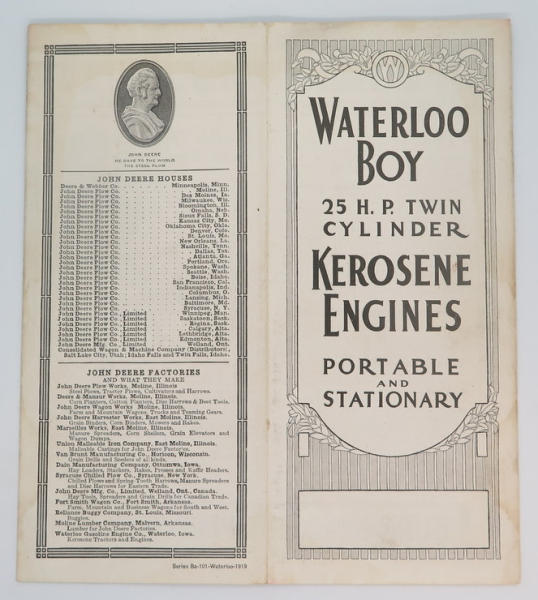 JOHN DEERE
HE GAVE TO THE WORLD
THE STEEL PLOW
JOHN DEERE HOUSES
Deere & Webber Co. Minneapolis, Minn.
John Deere Plow Co. Moline, Ill.
John Deere Plow Co. Des Moines, Ia.
John Deere Plow Co. Milwaukee, Wis.
John Deere Plow Co. Bloomington, Ill.
John Deere Plow Co. Omaha, Neb.
John Deere Plow Co. Sioux Falls, S. D.
John Deere Plow Co. Kansas City, Mo.
John Deere Plow Co. Oklahoma City, Okla.
John Deere Plow Co. Denver, Colo.
John Deere Plow Co. St. Louis, Mo.
John Deere Plow Co. New Orleans, La.
John Deere Plow Co. Nashville, Tenn.
John Deere Plow Co. Dallas, Tex.
John Deere Plow Co. Atlanta, Ga.
John Deere Plow Co. Portland, Ore.
John Deere Plow Co. Spokane, Wash.
John Deere Plow Co. Seattle, Wash.
John Deere Plow Co. Boise, Idaho.
John Deere Plow Co. San Francisco, Cal.
John Deere Plow Co. Indianapolis, Ind.
John Deere Plow Co. Columbus, O.
John Deere Plow Co. Lansing, Mich.
John Deere Plow Co. Baltimore, Md.
John Deere Plow Co. Syracuse, N. Y.
John Deere Plow Co., Limited Winnipeg, Man.
John Deere Plow Co., Limited Saskatoon, Sask.
John Deere Plow Co., Limited Regina, Sask.
John Deere Plow Co., Limited Calgary, Alta.
John Deere Plow Co., Limited Lethbridge, Alta.
John Deere Plow Co., Limited Edmonton, Alta.
John Deere Mfg. Co., Limited Welland, Ont.
Consolidated Wagon & Machine Company (Distributors),
Salt Lake City, Utah; Idaho Falls and Twin Falls, Idaho.
JOHN DEERE FACTORIES
AND WHAT THEY MAKE
John Deere Plow Works, Moline, Illinois
Steel Plows, Tractor Plows, Cultivators and Harrows.
Deere & Mansur Works, Moline, Illinois.
Corn Planters, Cotton Planters, Disc Harrows & Beet Tools.
John Deere Wagon Works Moline, Illinois.
Farm and Mountain Wagons, Trucks and Teaming Gears.
John Deere Harvester Works, East Moline, Illinois.
Grain Binders, Corn Binders, Mowers and Rakes.
Marseilles Works, East Moline, Illinois.
Manure Spreaders, Corn Shellers, Grain Elevators and
Wagon Dumps.
Union Malleable Iron Company, East Moline, Illinois.
Malleable Castings for John Deere Factories.
Van Brunt Manufacturing Co., Horicon, Wisconsin.
Grain Drills and Seeders of all kinds.
Dain Manufacturing Company, Ottumwa, Iowa.
Hay Loaders, Stackers, Rakes, Presses and Kaffir Headers.
Syracuse Chilled Plow Co., Syracuse, New York.
Chilled Plows and Spring Tooth Harrows, Manure Spreaders
and Disc Harrows for Eastern Trade.
John Deere Mfg. Co., Limited, Welland, Ont., Canada.
Hay Tools, Spreaders and Grain Drills for Canadian Trade.
Fort Smith Wagon Co., Fort Smith, Arkansas.
Farm, Mountain and Business Wagons for South and West.
Reliance Buggy Company, St. Louis, Missouri.
Buggies.
Moline Lumber Company, Malvern, Arkansas.
Lumber for John Deere Factories.
Waterloo Gasoline Engine Co., Waterloo, Iowa.
Kerosene Tractors and Engines.
Series Ba-101-Waterloo-1919
W
WATERLOO
BOY
25 H. P. TWIN
CYLINDER
KEROSENE
ENGINES
PORTABLE
AND
STATIONARY